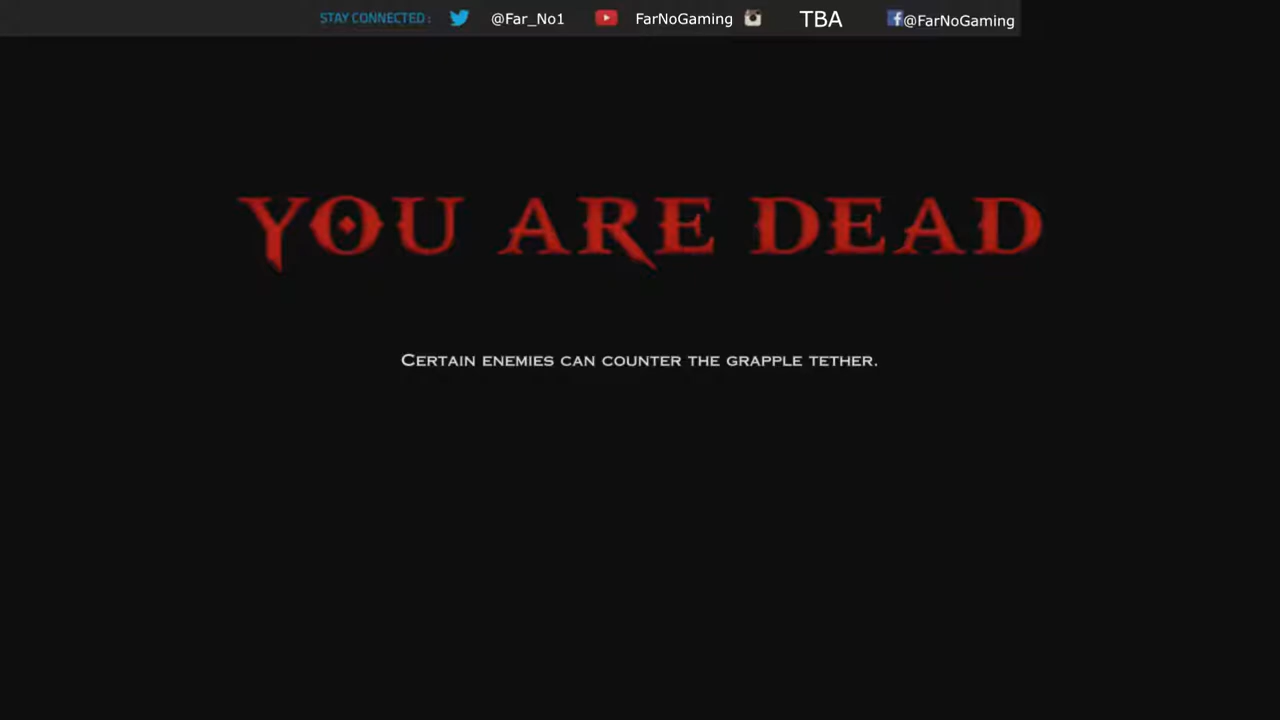 STAY CONNECTED : @Far_No1 FarNoGaming TBA @FarNoGaming
YOU ARE DEAD
CERTAIN ENEMIES CAN COUNTER THE GRAPPLE TETHER.